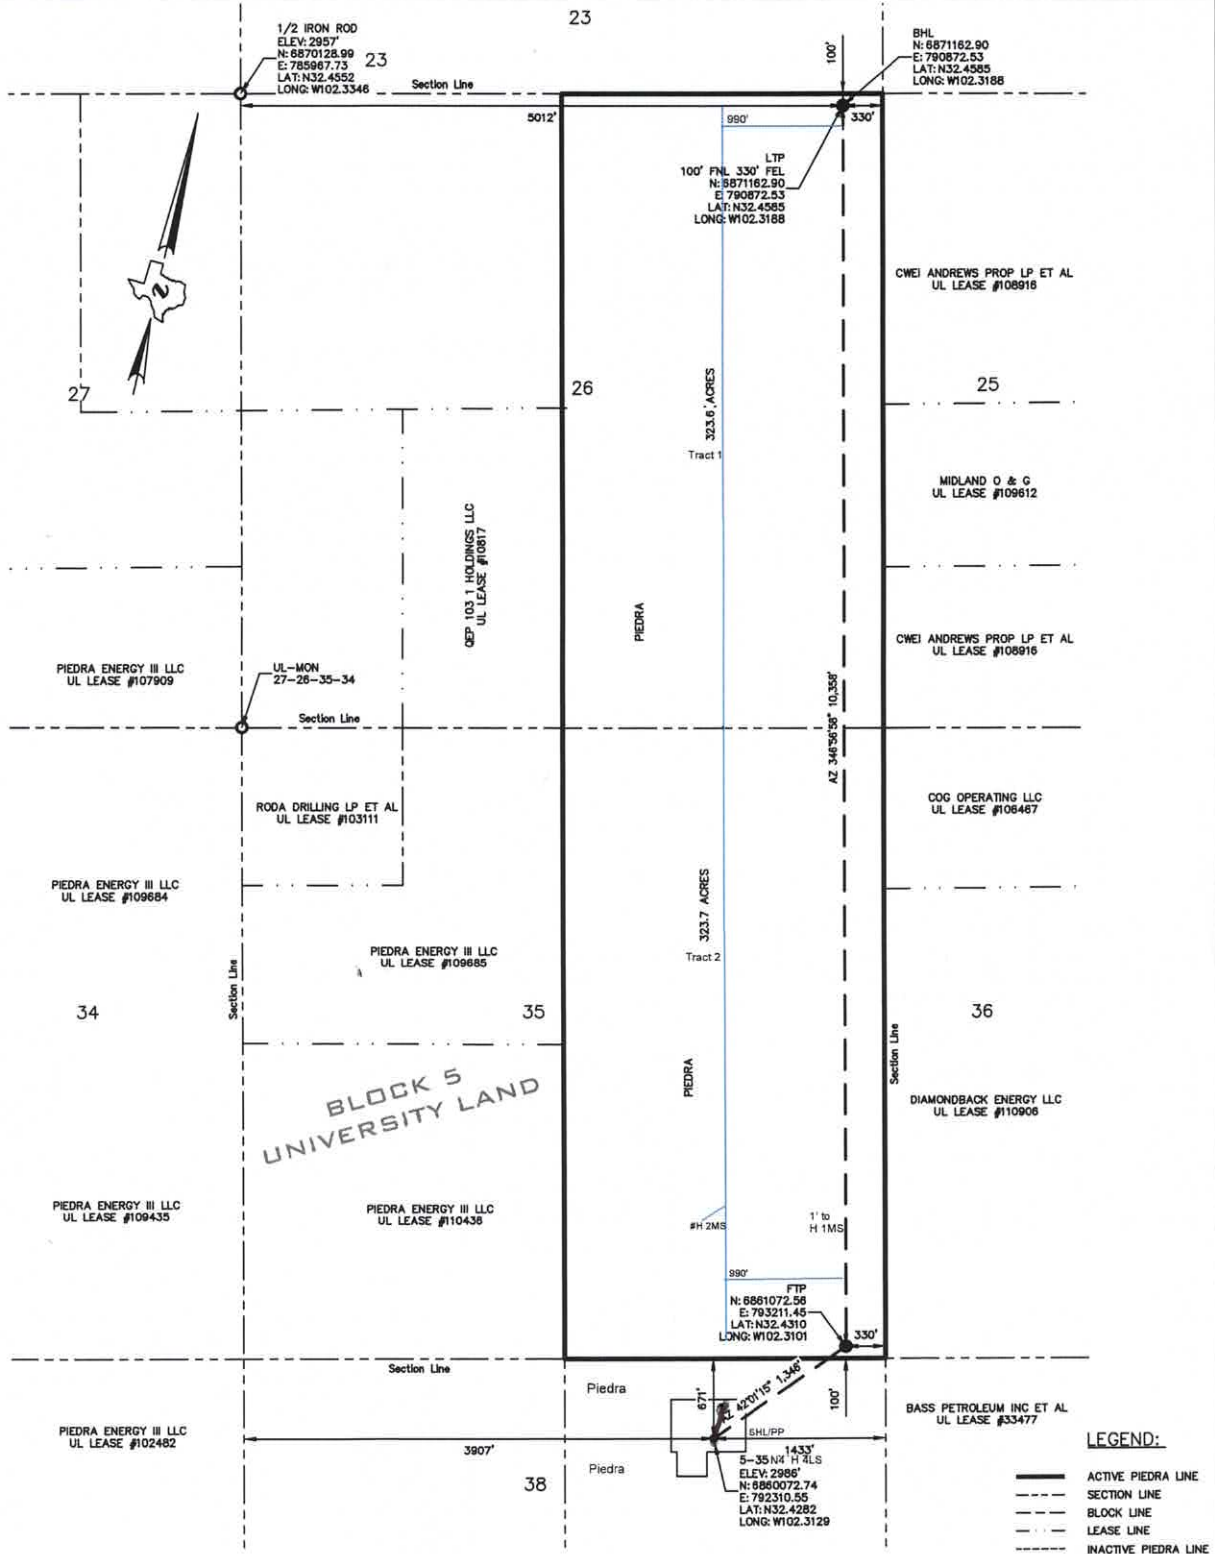 23
1/2 IRON ROD
ELEV: 2957'
N: 6870128.99
E: 785967.73
LAT: N32.4552
LONG: W102.3346
23
Section Line
100'
BHL
N: 6871162.90
E: 790872.53
LAT: N32.4585
LONG: W102.3188
5012'
990'
330'
LTP
100' FNL 330' FEL
N: 6871162.90
E: 790872.53
LAT: N32.4585
LONG: W102.3188
CWEI ANDREWS PROP LP ET AL
UL LEASE #108916
27
26
25
323.6 ACRES
Tract 1
MIDLAND O & G
UL LEASE #109612
QEP 103 1 HOLDINGS LLC
UL LEASE #10817
PIEDRA
CWEI ANDREWS PROP LP ET AL
UL LEASE #108916
PIEDRA ENERGY III LLC
UL LEASE #107909
UL-MON
27-26-35-34
Section Line
AZ 346°56'58" 10,358'
RODA DRILLING LP ET AL
UL LEASE #103111
COG OPERATING LLC
UL LEASE #106467
PIEDRA ENERGY III LLC
UL LEASE #109684
323.7 ACRES
Tract 2
PIEDRA ENERGY III LLC
UL LEASE #109685
Section Line
34
35
36
Section Line
PIEDRA
BLOCK 5
UNIVERSITY LAND
DIAMONDBACK ENERGY LLC
UL LEASE #110906
PIEDRA ENERGY III LLC
UL LEASE #109435
PIEDRA ENERGY III LLC
UL LEASE #110436
#H 2MS
1' to
H 1MS
990'
FTP
N: 6861072.56
E: 793211.45
LAT: N32.4310
LONG: W102.3101
330'
Section Line
Piedra
671'
AZ 42°01'15" 1,346'
100'
BASS PETROLEUM INC ET AL
UL LEASE #33477
PIEDRA ENERGY III LLC
UL LEASE #102482
3907'
SHL/PP
1433'
Piedra
38
5-35 H 4LS
ELEV: 2986'
N: 6860072.74
E: 792310.55
LAT: N32.4282
LONG: W102.3129
LEGEND:
ACTIVE PIEDRA LINE
SECTION LINE
BLOCK LINE
LEASE LINE
INACTIVE PIEDRA LINE